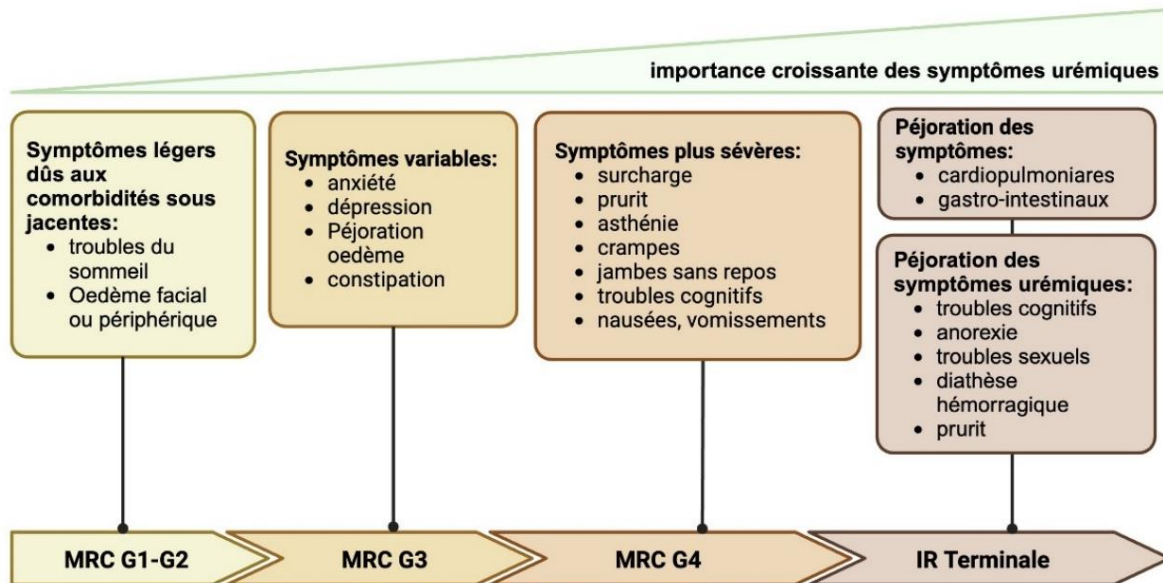 importance croissante des symptômes urémiques
Symptômes légers
dûs aux
comorbidités sous
jacentes:
• troubles du
sommeil
• Oedème facial
ou périphérique
Symptômes variables:
• anxiété
• dépression
• Péjoration
oedème
• constipation
Symptômes plus sévères:
• surcharge
• prurit
• asthénie
• crampes
• jambes sans repos
• troubles cognitifs
• nausées, vomissements
Péjoration des
symptômes:
• cardiopulmoniares
• gastro-intestinaux
Péjoration des
symptômes urémiques:
• troubles cognitifs
• anorexie
• troubles sexuels
• diathèse
hémorragique
• prurit
MRC G1-G2
MRC G3
MRC G4
IR Terminale